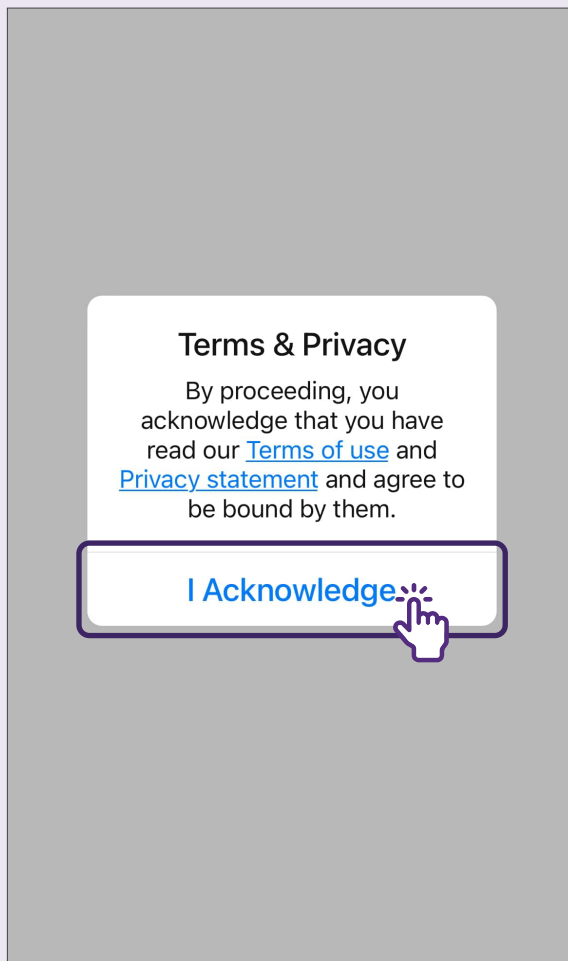 Terms & Privacy
By proceeding, you
acknowledge that you have
read our Terms of use and
Privacy statement and agree to
be bound by them.
I Acknowledge